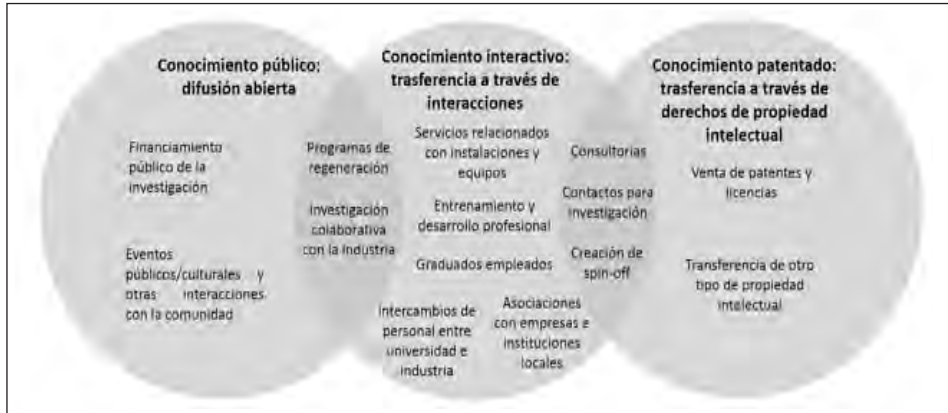 Conocimiento público:
difusión abierta
Financiamiento
público de la
investigación
Eventos
públicos/culturales y
otras interacciones
con la comunidad
Programas de
regeneración
Investigación
colaborativa
con la industria
Conocimiento interactivo:
trasferencia a través de
interacciones
Servicios relacionados
con instalaciones y
equipos
Entrenamiento y
desarrollo profesional
Graduados empleados
Intercambios de
personal entre
universidad e
industria
Asociaciones
con empresas e
instituciones
locales
Consultorias
Contactos para
investigación
Creación de
spin-off
Conocimiento patentado:
trasferencia a través de
derechos de propiedad
intelectual
Venta de patentes y
licencias
Transferencia de otro
tipo de propiedad
intelectual